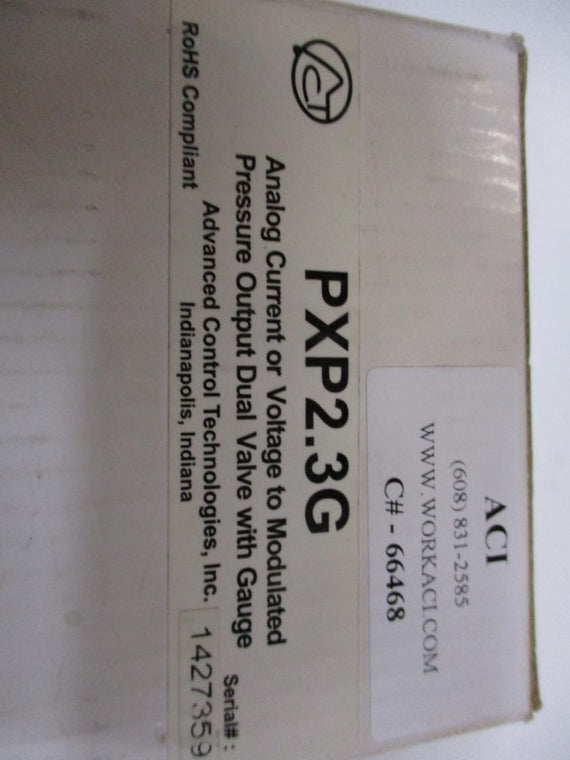 ACI
(608) 831-2585
WWW.WORKACI.COM
C# - 66468
ACT
PXP2.3G
Analog Current or Voltage to Modulated
Pressure Output Dual Valve with Gauge
Advanced Control Technologies, Inc.
Indianapolis, Indiana
RoHS Compliant
Serial# :
1427359